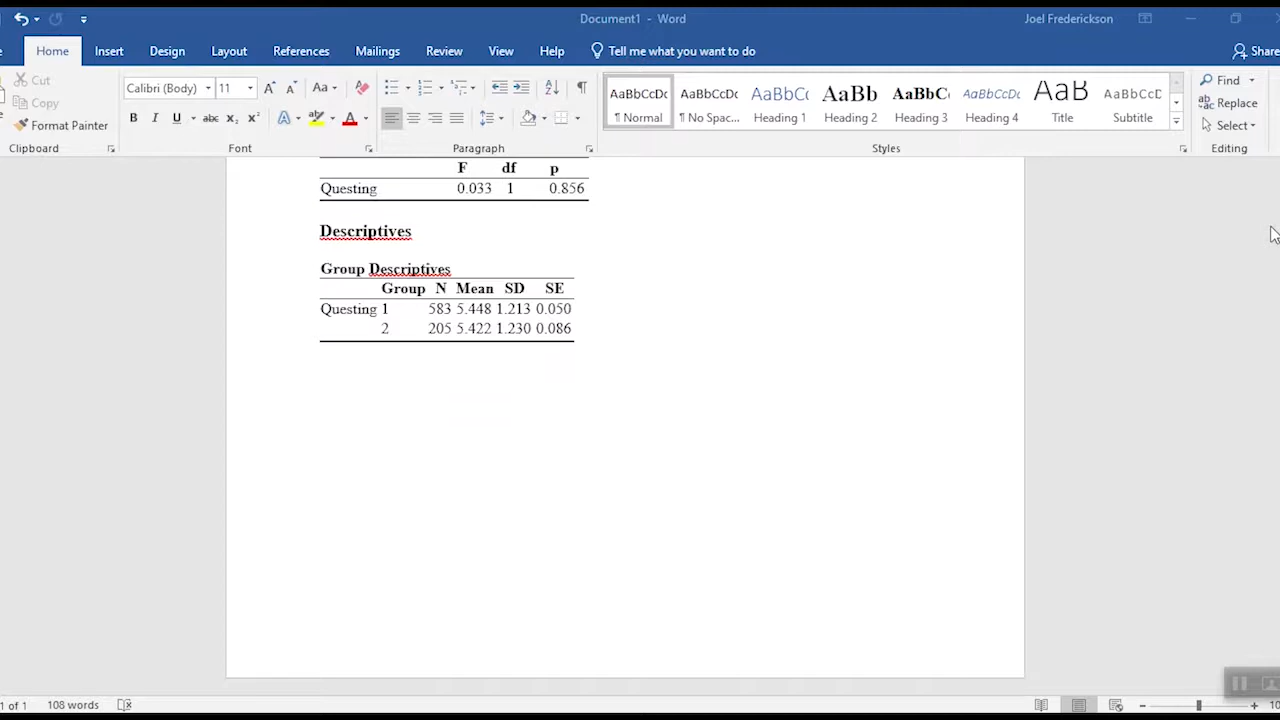 Document1 - Word
Joel Frederickson
Home Insert Design Layout References Mailings Review View Help Tell me what you want to do Share
Cut
Copy
Format Painter
Clipboard
Calibri (Body) 11
B I U abc x₂ x²
Font
Paragraph
AaBbCcDc AaBbCcDc AaBbCc AaBb AaBbC AaBbCcDc AaB AaBbCcD
¶ Normal ¶ No Spac... Heading 1 Heading 2 Heading 3 Heading 4 Title Subtitle
Styles
Find
Replace
Select
Editing
F df p
Questing 0.033 1 0.856
Descriptives
Group Descriptives
Group N Mean SD SE
Questing 1 583 5.448 1.213 0.050
2 205 5.422 1.230 0.086
1 of 1 108 words